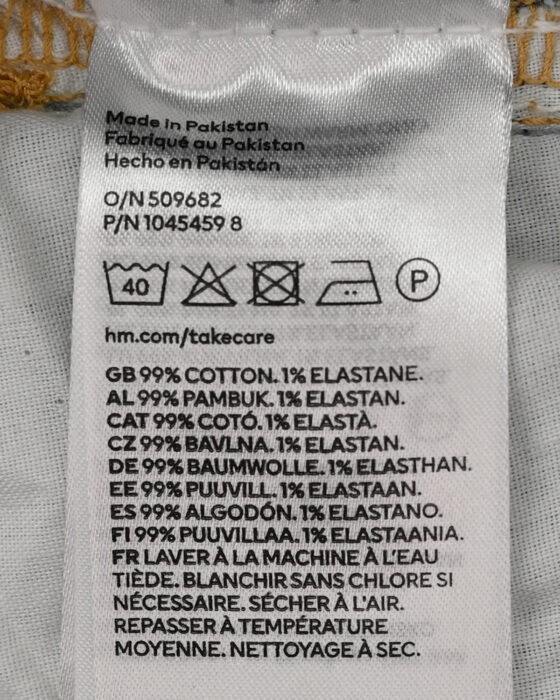 Made in Pakistan
Fabriqué au Pakistan
Hecho en Pakistán
O/N 509682
P/N 1045459 8
40
P
hm.com/takecare
GB 99% COTTON. 1% ELASTANE.
AL 99% PAMBUK. 1% ELASTAN.
CAT 99% COTÓ. 1% ELASTÀ.
CZ 99% BAVLNA. 1% ELASTAN.
DE 99% BAUMWOLLE. 1% ELASTHAN.
EE 99% PUUVILL. 1% ELASTAAN.
ES 99% ALGODÓN. 1% ELASTANO.
FI 99% PUUVILLAA. 1% ELASTAANIA.
FR LAVER À LA MACHINE À L'EAU
TIÈDE. BLANCHIR SANS CHLORE SI
NÉCESSAIRE. SÉCHER À L'AIR.
REPASSER À TEMPÉRATURE
MOYENNE. NETTOYAGE À SEC.